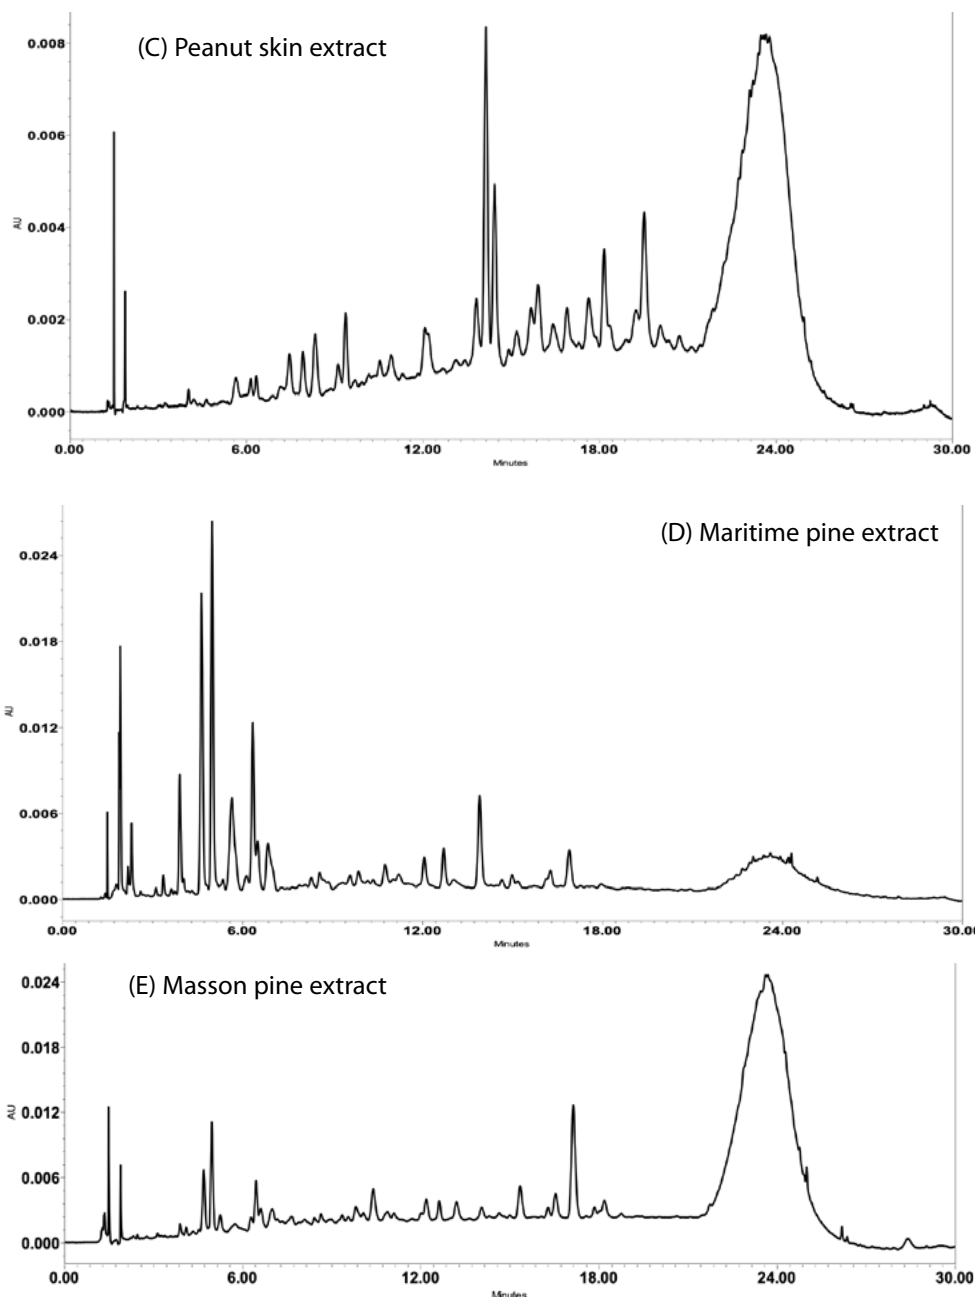 (C) Peanut skin extract
0.008
0.006
0.004
0.002
0.000
AU
0.00 6.00 12.00 18.00 24.00 30.00
Minutes
(D) Maritime pine extract
0.024
0.018
0.012
0.006
0.000
AU
0.00 6.00 12.00 18.00 24.00 30.00
Minutes
(E) Masson pine extract
0.024
0.018
0.012
0.006
0.000
AU
0.00 6.00 12.00 18.00 24.00 30.00
Minutes